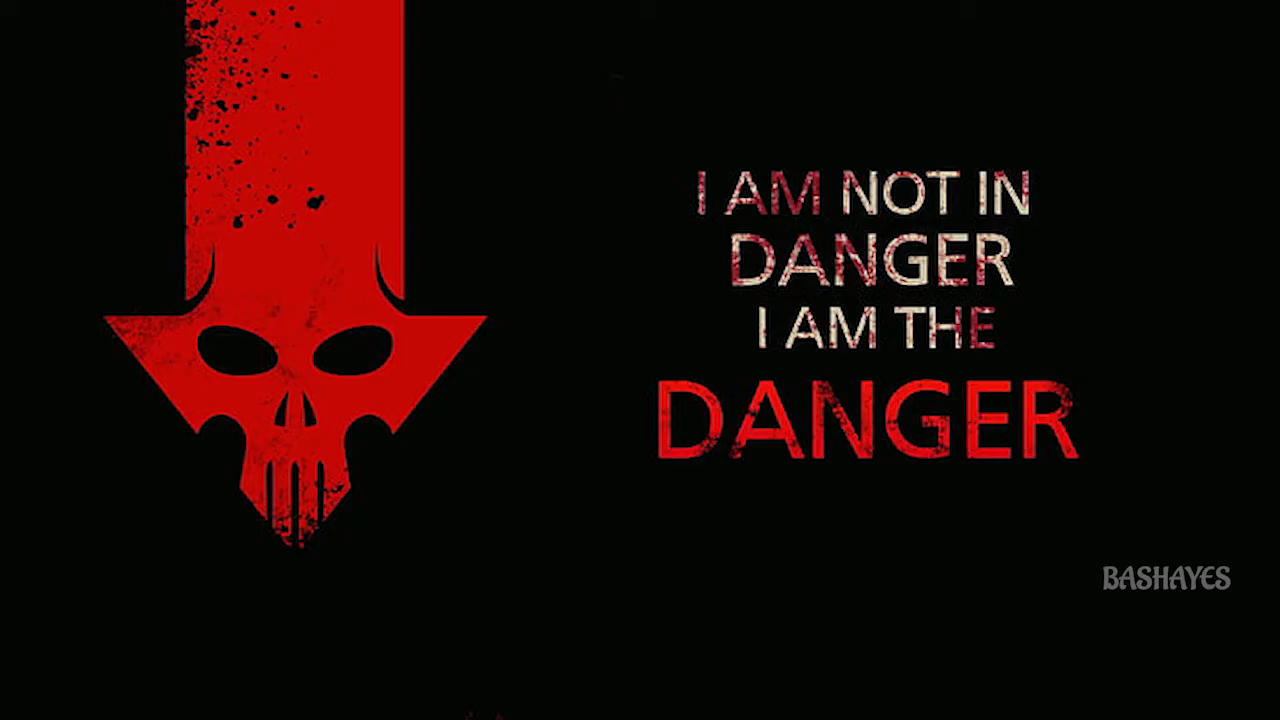 I AM NOT IN
DANGER
I AM THE
DANGER
BASHAYES